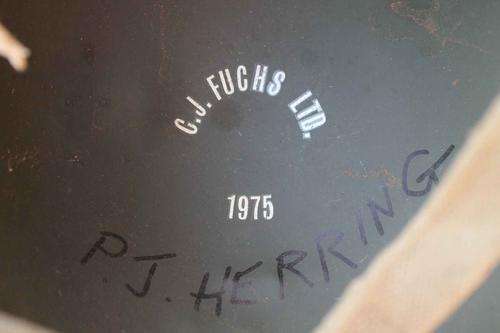 C.J. FUCHS LTD.
1975
P.J. HERRING